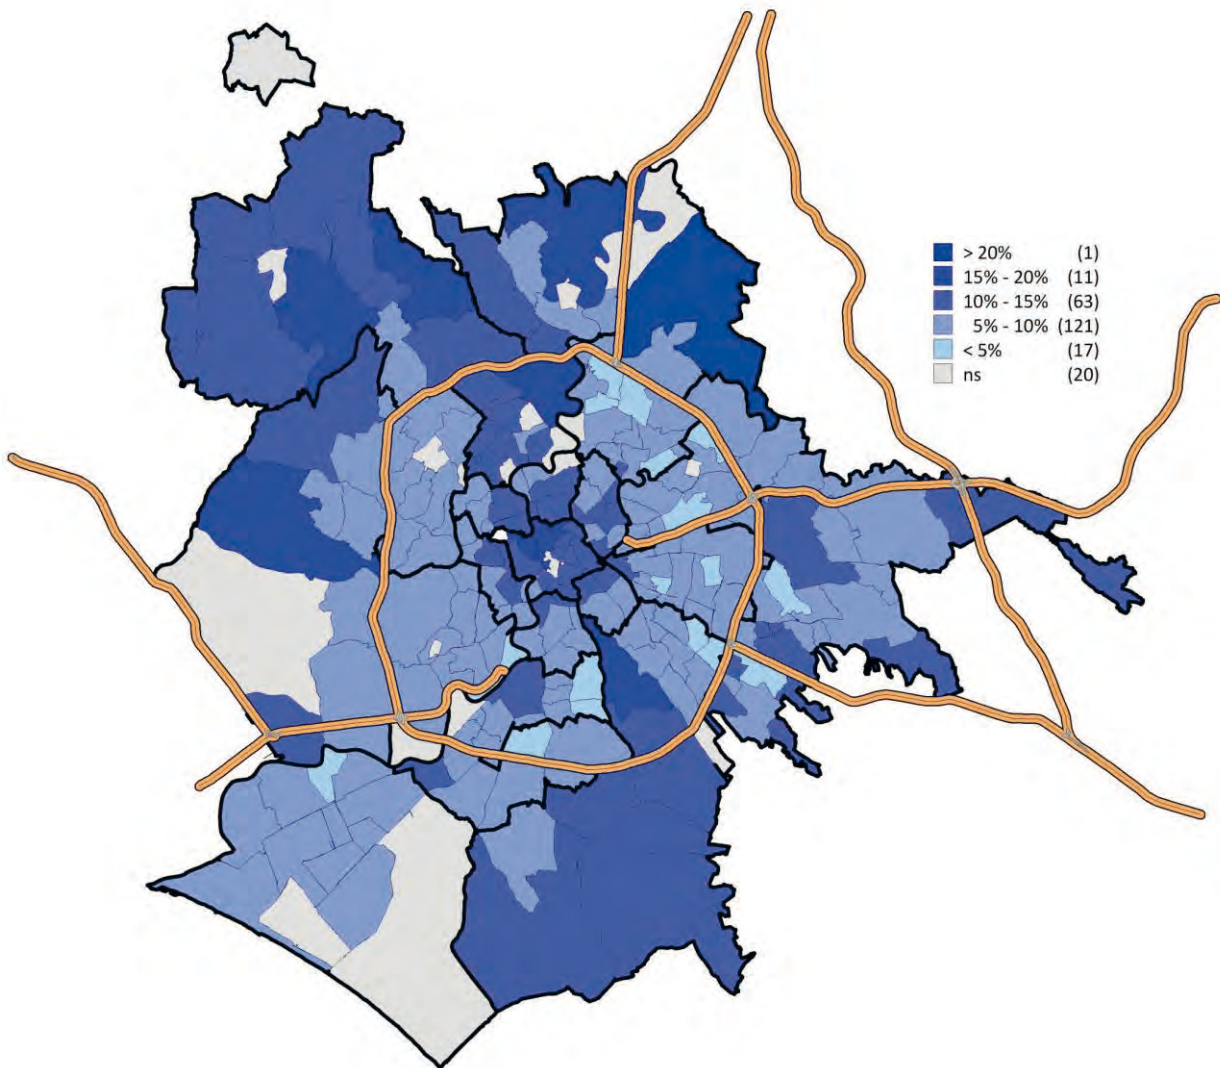 > 20% (1)
15% - 20% (11)
10% - 15% (63)
5% - 10% (121)
< 5% (17)
ns (20)